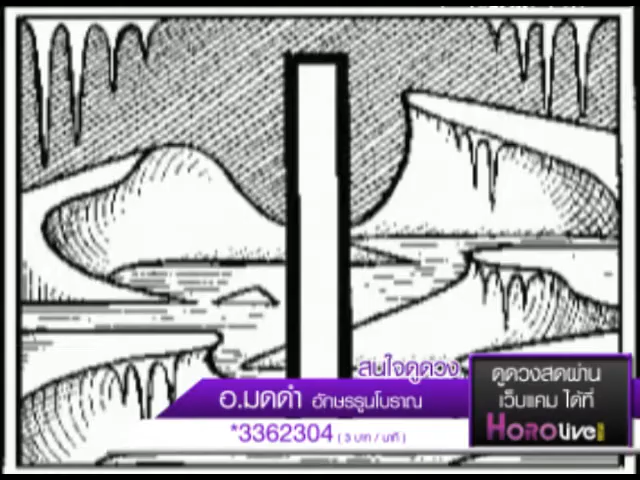 สนใจดูดวง
อ.มดดำ อักษรรูนโบราณ
*3362304 ( 3 บาท / นาที )
ดูดวงสดผ่าน
เว็บแคม ได้ที่
HOROLive